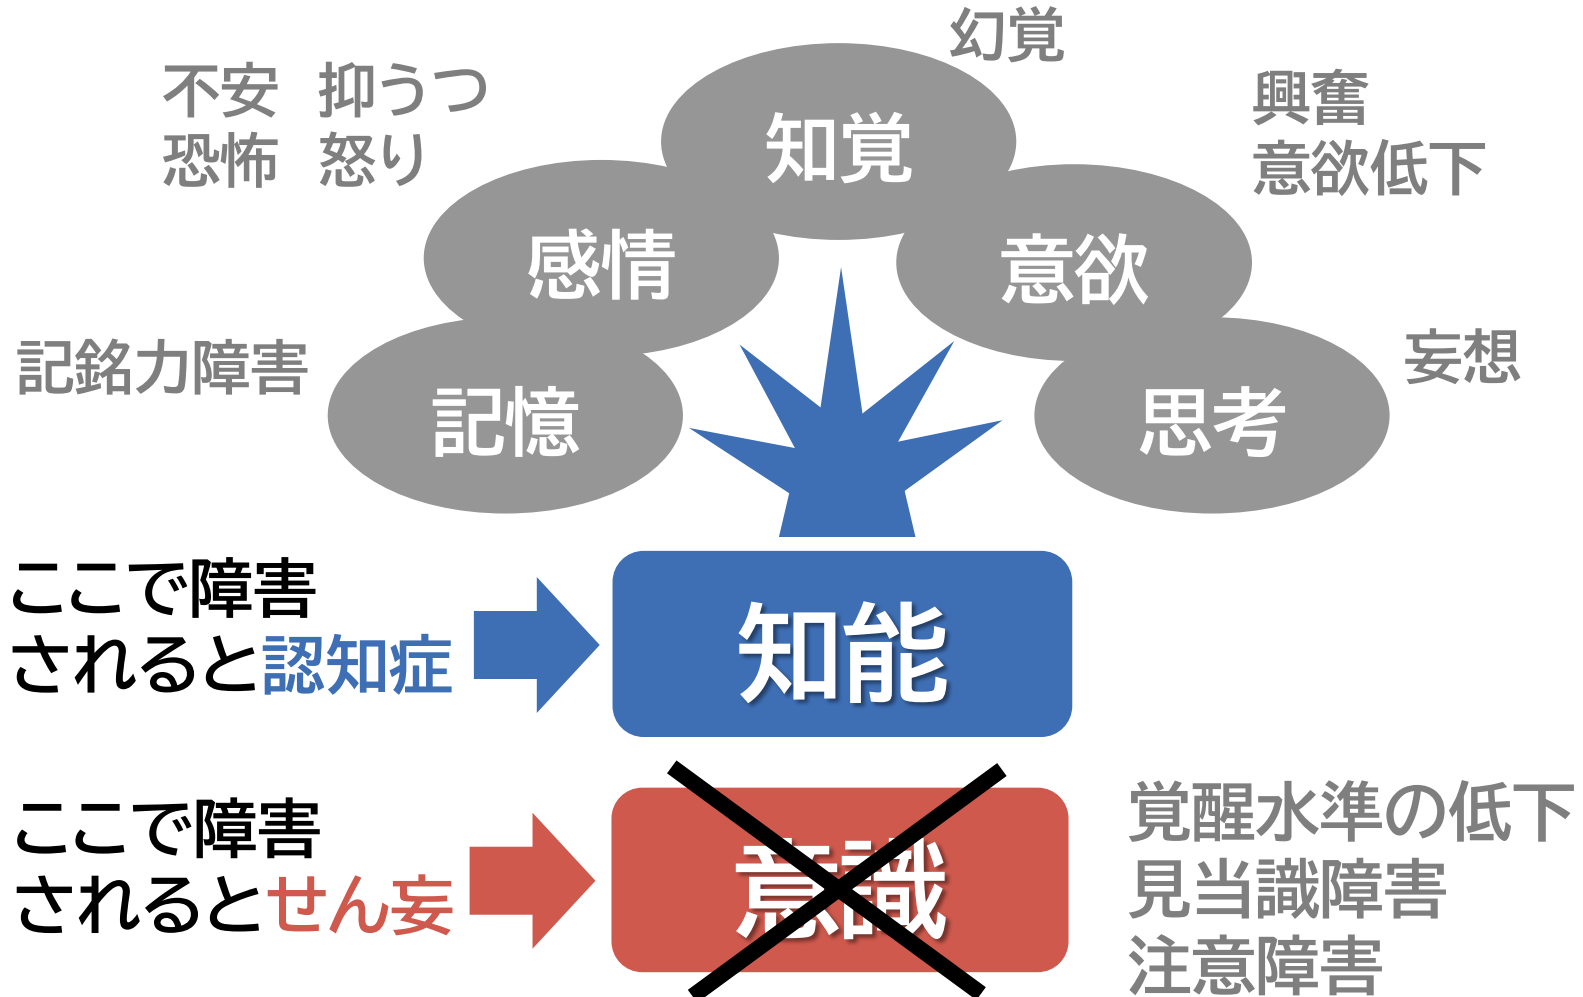 幻覚
不安 抑うつ
恐怖 怒り
興奮
意欲低下
知覚
感情
意欲
記銘力障害
妄想
記憶
思考
ここで障害
されると認知症
知能
ここで障害
されるとせん妄
意識
覚醒水準の低下
見当識障害
注意障害